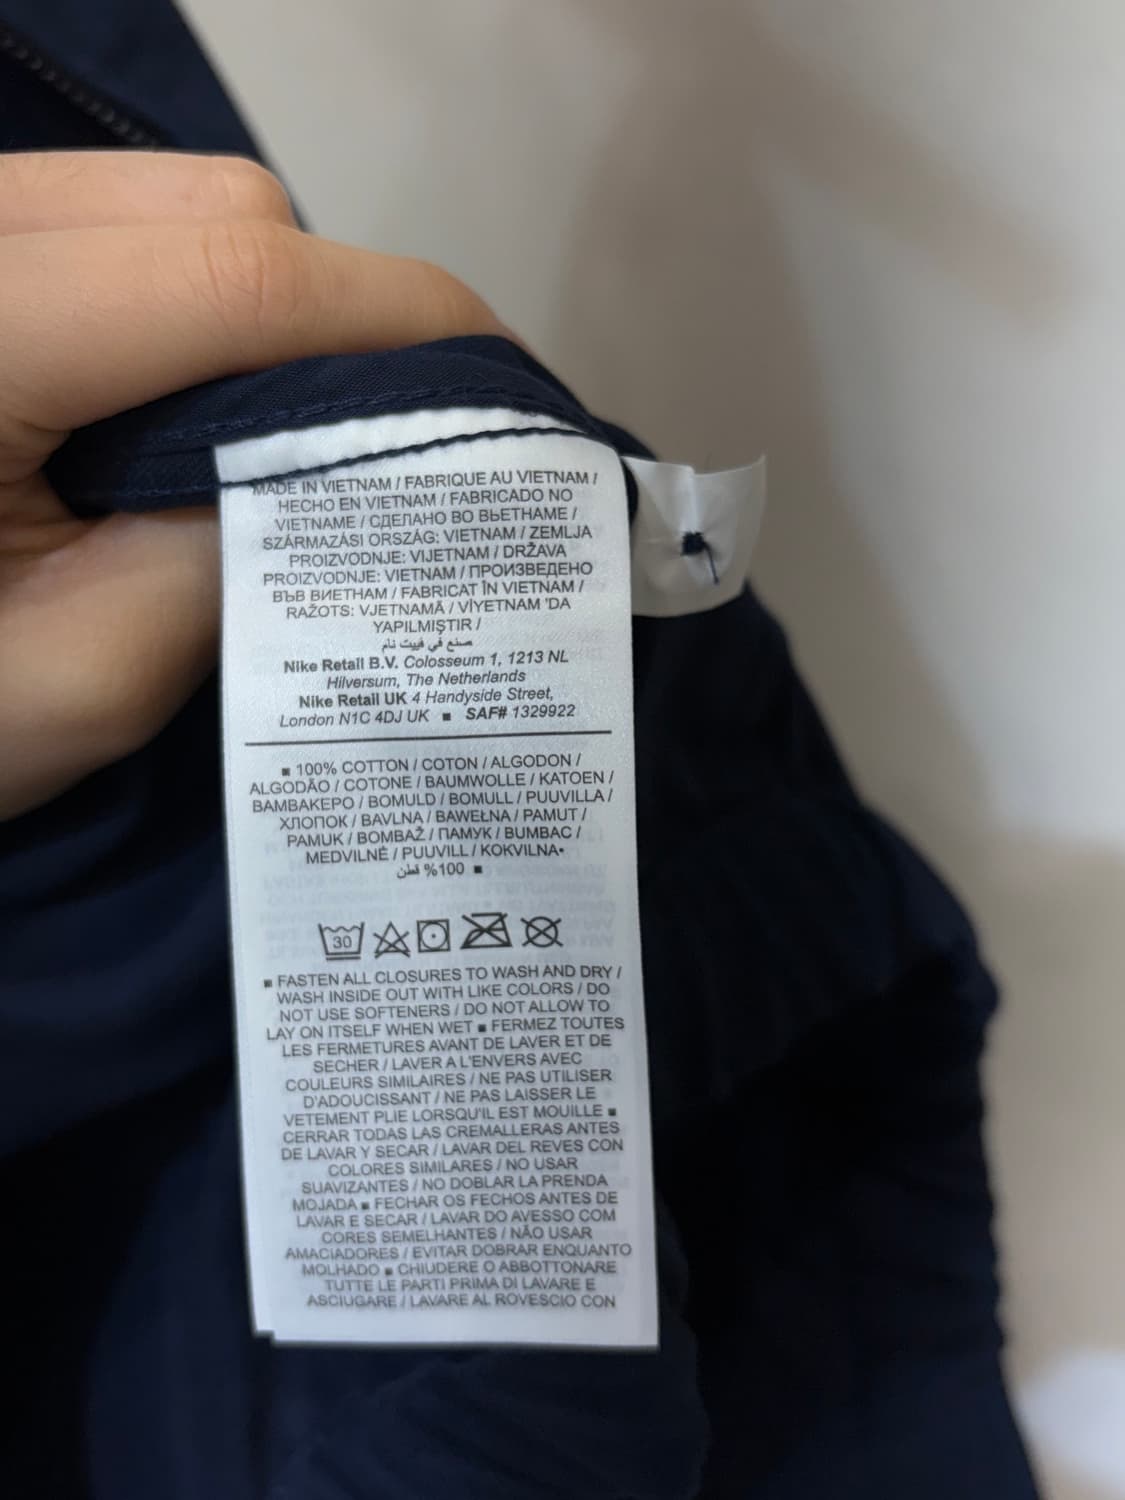 MADE IN VIETNAM / FABRIQUE AU VIETNAM /
HECHO EN VIETNAM / FABRICADO NO
VIETNAME / СДЕЛАНО ВО ВЬЕТНАМЕ /
SZÁRMAZÁSI ORSZÁG: VIETNAM / ZEMLJA
PROIZVODNJE: VIJETNAM / DRŽAVA
PROIZVODNJE: VIETNAM / ПРОИЗВЕДЕНО
ВЪВ ВИЕТНАМ / FABRICAT ÎN VIETNAM /
RAŽOTS: VJETNAMĀ / VİYETNAM 'DA
YAPILMIŞTIR /
صنع في فييت نام
Nike Retail B.V. Colosseum 1, 1213 NL
Hilversum, The Netherlands
Nike Retail UK 4 Handyside Street,
London N1C 4DJ UK ■ SAF# 1329922
■ 100% COTTON / COTON / ALGODON /
ALGODÃO / COTONE / BAUMWOLLE / KATOEN /
ΒΑΜΒΑΚΕΡΟ / BOMULD / BOMULL / PUUVILLA /
ХЛОПОК / BAVLNA / BAWEŁNA / PAMUT /
PAMUK / BOMBAŽ / ПАМУК / BUMBAC /
MEDVILNĖ / PUUVILL / KOKVILNA•
■ 100% قطن
30
■ FASTEN ALL CLOSURES TO WASH AND DRY /
WASH INSIDE OUT WITH LIKE COLORS / DO
NOT USE SOFTENERS / DO NOT ALLOW TO
LAY ON ITSELF WHEN WET ■ FERMEZ TOUTES
LES FERMETURES AVANT DE LAVER ET DE
SECHER / LAVER A L'ENVERS AVEC
COULEURS SIMILAIRES / NE PAS UTILISER
D'ADOUCISSANT / NE PAS LAISSER LE
VETEMENT PLIE LORSQU'IL EST MOUILLE ■
CERRAR TODAS LAS CREMALLERAS ANTES
DE LAVAR Y SECAR / LAVAR DEL REVES CON
COLORES SIMILARES / NO USAR
SUAVIZANTES / NO DOBLAR LA PRENDA
MOJADA ■ FECHAR OS FECHOS ANTES DE
LAVAR E SECAR / LAVAR DO AVESSO COM
CORES SEMELHANTES / NÃO USAR
AMACIADORES / EVITAR DOBRAR ENQUANTO
MOLHADO ■ CHIUDERE O ABBOTTONARE
TUTTE LE PARTI PRIMA DI LAVARE E
ASCIUGARE / LAVARE AL ROVESCIO CON